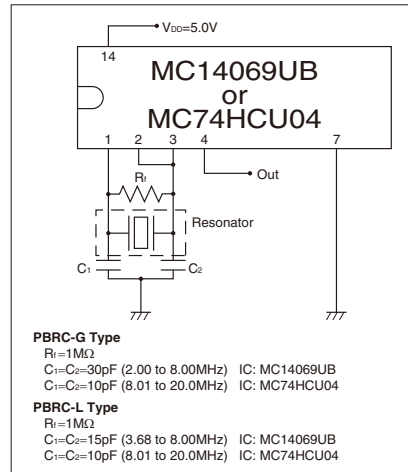 VDD=5.0V
14
MC14069UB
or
MC74HCU04
1 2 3 4 7
Out
Rf
Resonator
C1 C2
PBRC-G Type
Rf=1MΩ
C1=C2=30pF (2.00 to 8.00MHz) IC: MC14069UB
C1=C2=10pF (8.01 to 20.0MHz) IC: MC74HCU04
PBRC-L Type
Rf=1MΩ
C1=C2=15pF (3.68 to 8.00MHz) IC: MC14069UB
C1=C2=10pF (8.01 to 20.0MHz) IC: MC74HCU04